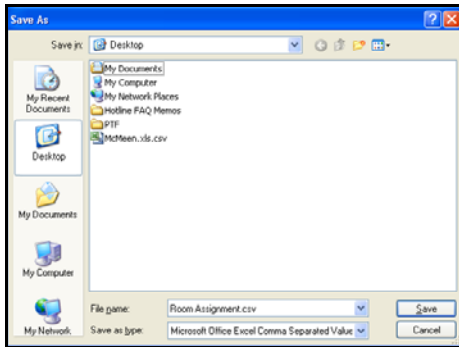 Save As
Save in: Desktop
My Recent Documents
Desktop
My Documents
My Computer
My Network
My Documents
My Computer
My Network Places
Hotline FAQ Memos
PTF
McMeen.xls.csv
File name: Room Assignment.csv Save
Save as type: Microsoft Office Excel Comma Separated Value Cancel